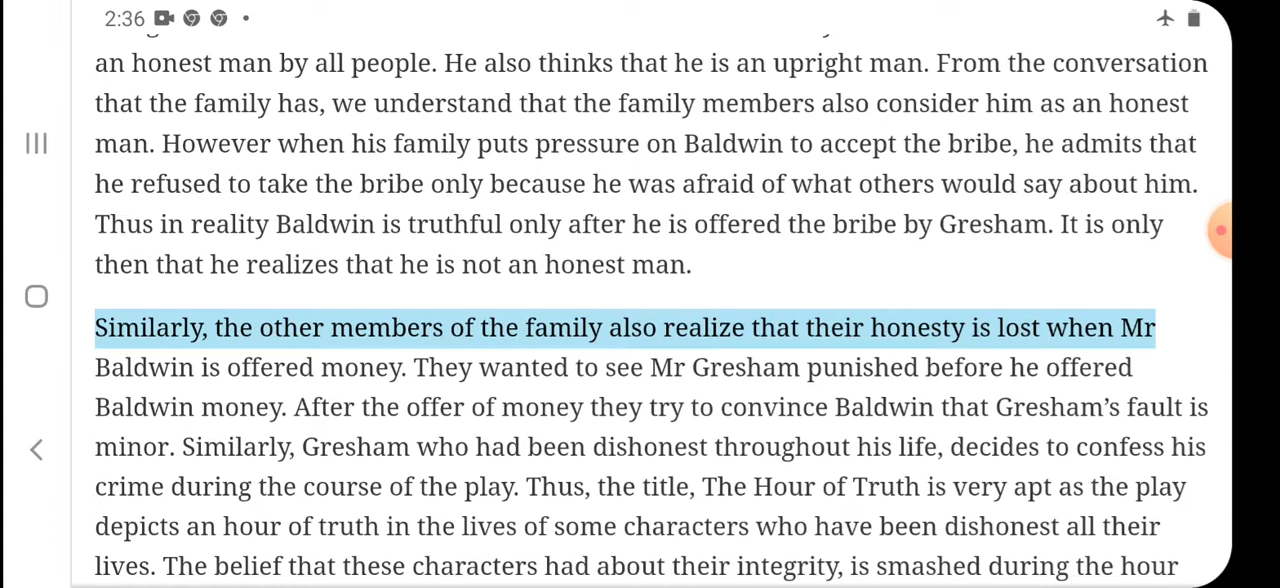 2:36
an honest man by all people. He also thinks that he is an upright man. From the conversation
that the family has, we understand that the family members also consider him as an honest
man. However when his family puts pressure on Baldwin to accept the bribe, he admits that
he refused to take the bribe only because he was afraid of what others would say about him.
Thus in reality Baldwin is truthful only after he is offered the bribe by Gresham. It is only
then that he realizes that he is not an honest man.
Similarly, the other members of the family also realize that their honesty is lost when Mr
Baldwin is offered money. They wanted to see Mr Gresham punished before he offered
Baldwin money. After the offer of money they try to convince Baldwin that Gresham’s fault is
minor. Similarly, Gresham who had been dishonest throughout his life, decides to confess his
crime during the course of the play. Thus, the title, The Hour of Truth is very apt as the play
depicts an hour of truth in the lives of some characters who have been dishonest all their
lives. The belief that these characters had about their integrity, is smashed during the hour